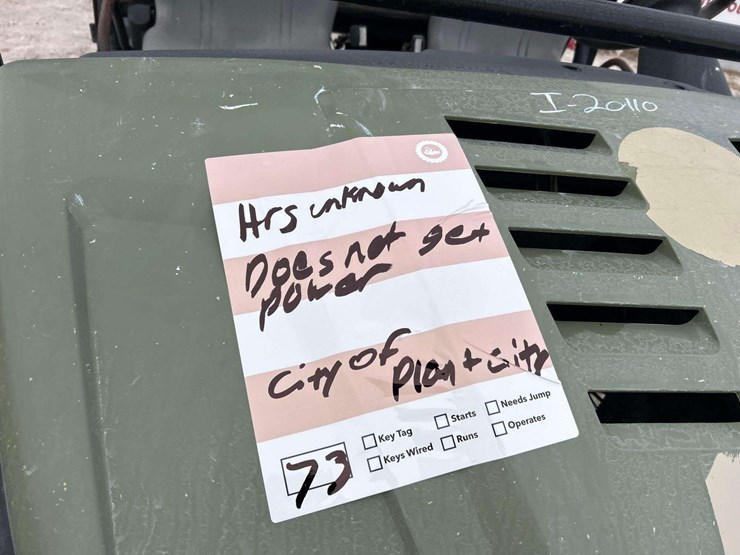 I-20110
Hrs unknown
Does not get
power
City of
Plant City
Key Tag
Starts
Needs Jump
73
Keys Wired
Runs
Operates